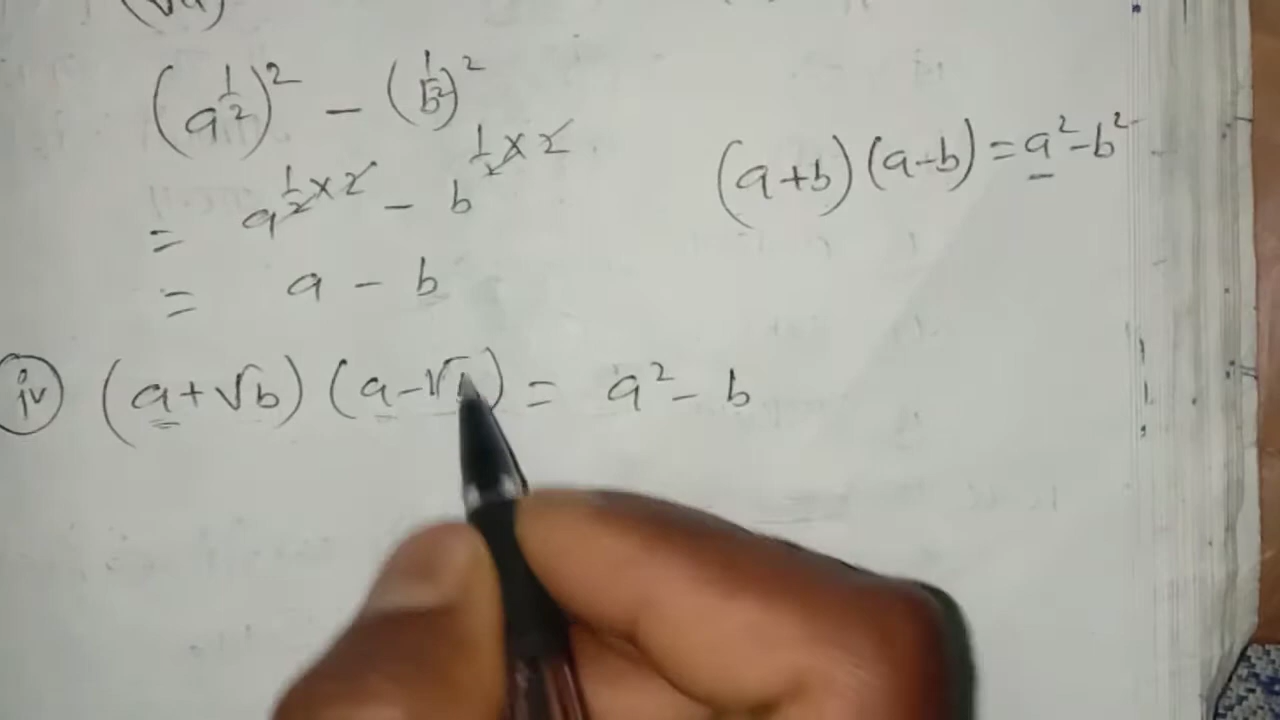 (a^{1/2})^2 - (b^{1/2})^2
= a^{1/2×2} - b^{1/2×2}
(a+b)(a-b) = a² - b²
= a - b
iv (a+√b)(a-√b) = a² - b